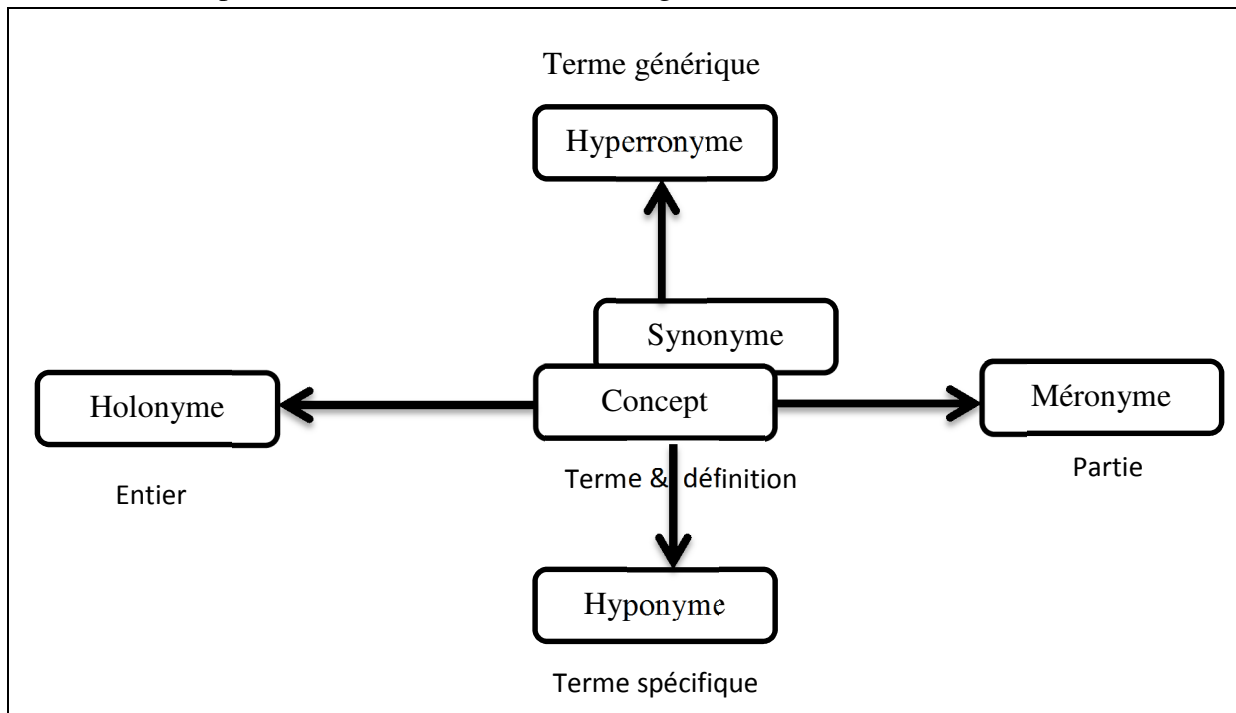 Terme générique
Hyperronyme
Synonyme
Holonyme
Concept
Méronyme
Entier
Terme & définition
Partie
Hyponyme
Terme spécifique